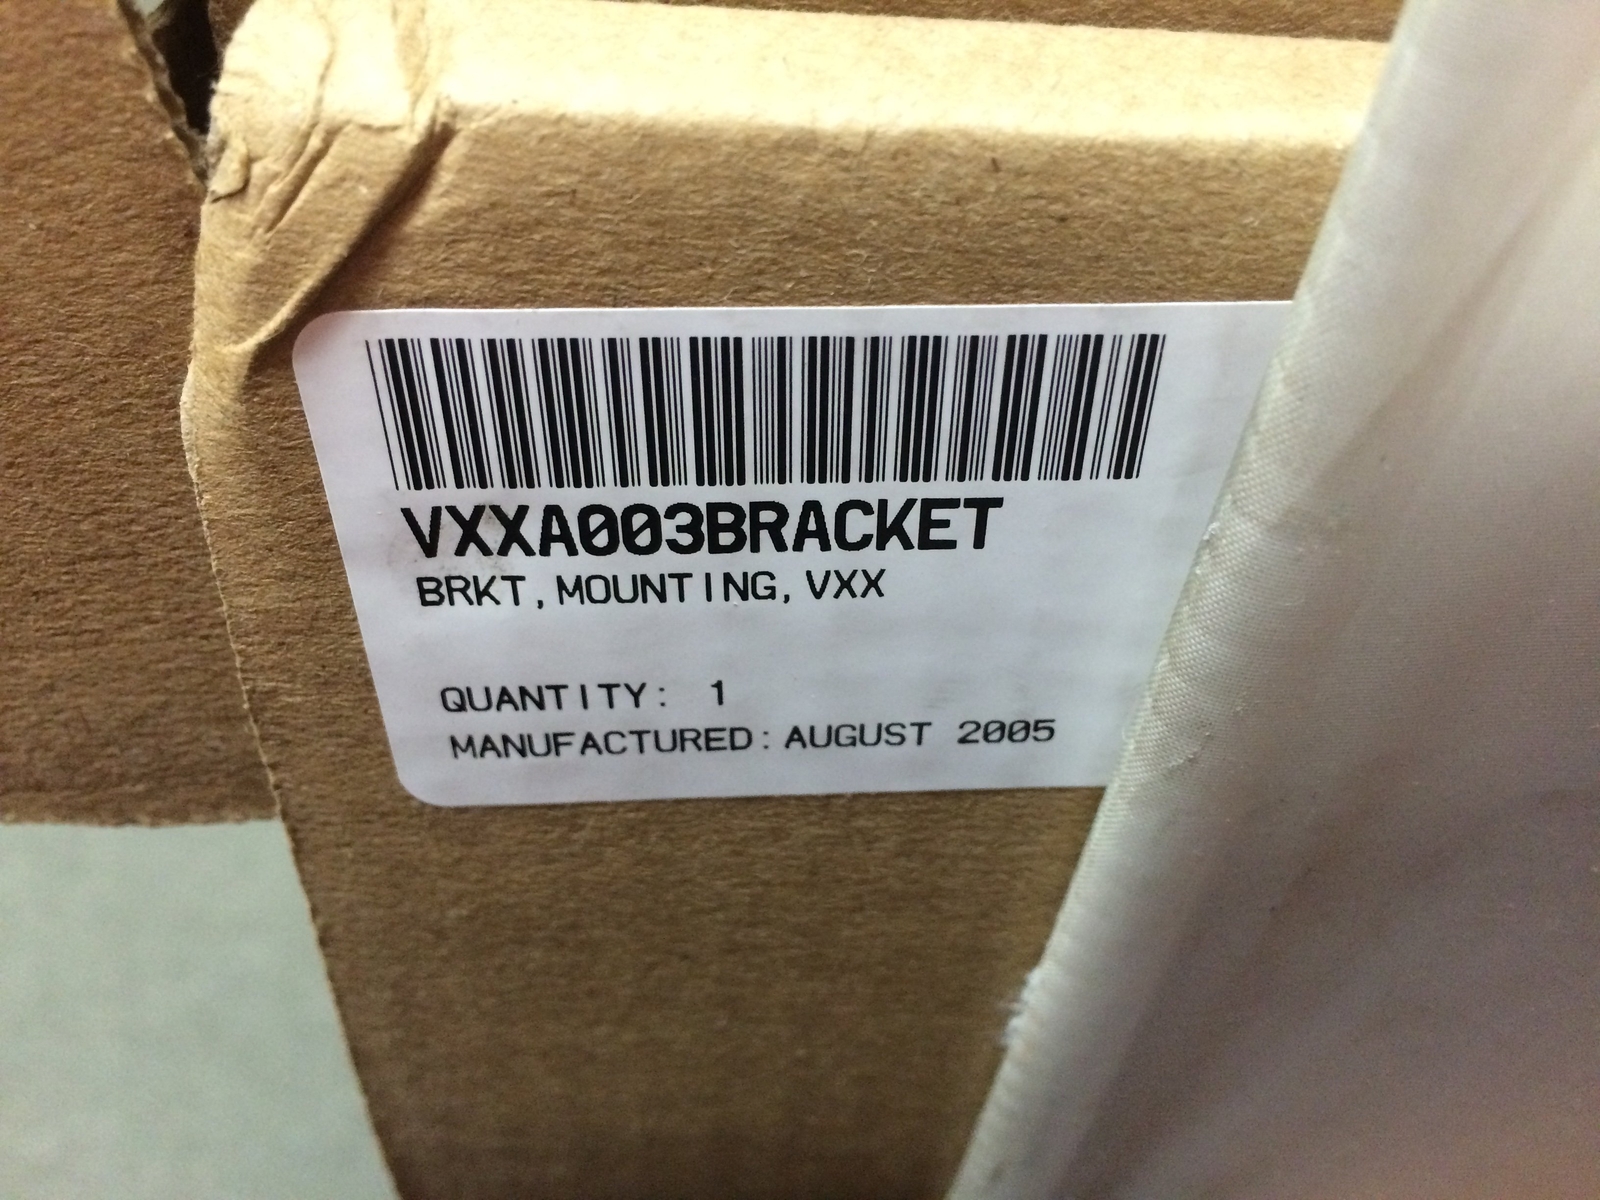 VXXA003BRACKET
BRKT, MOUNTING, VXX
QUANTITY: 1
MANUFACTURED: AUGUST 2005